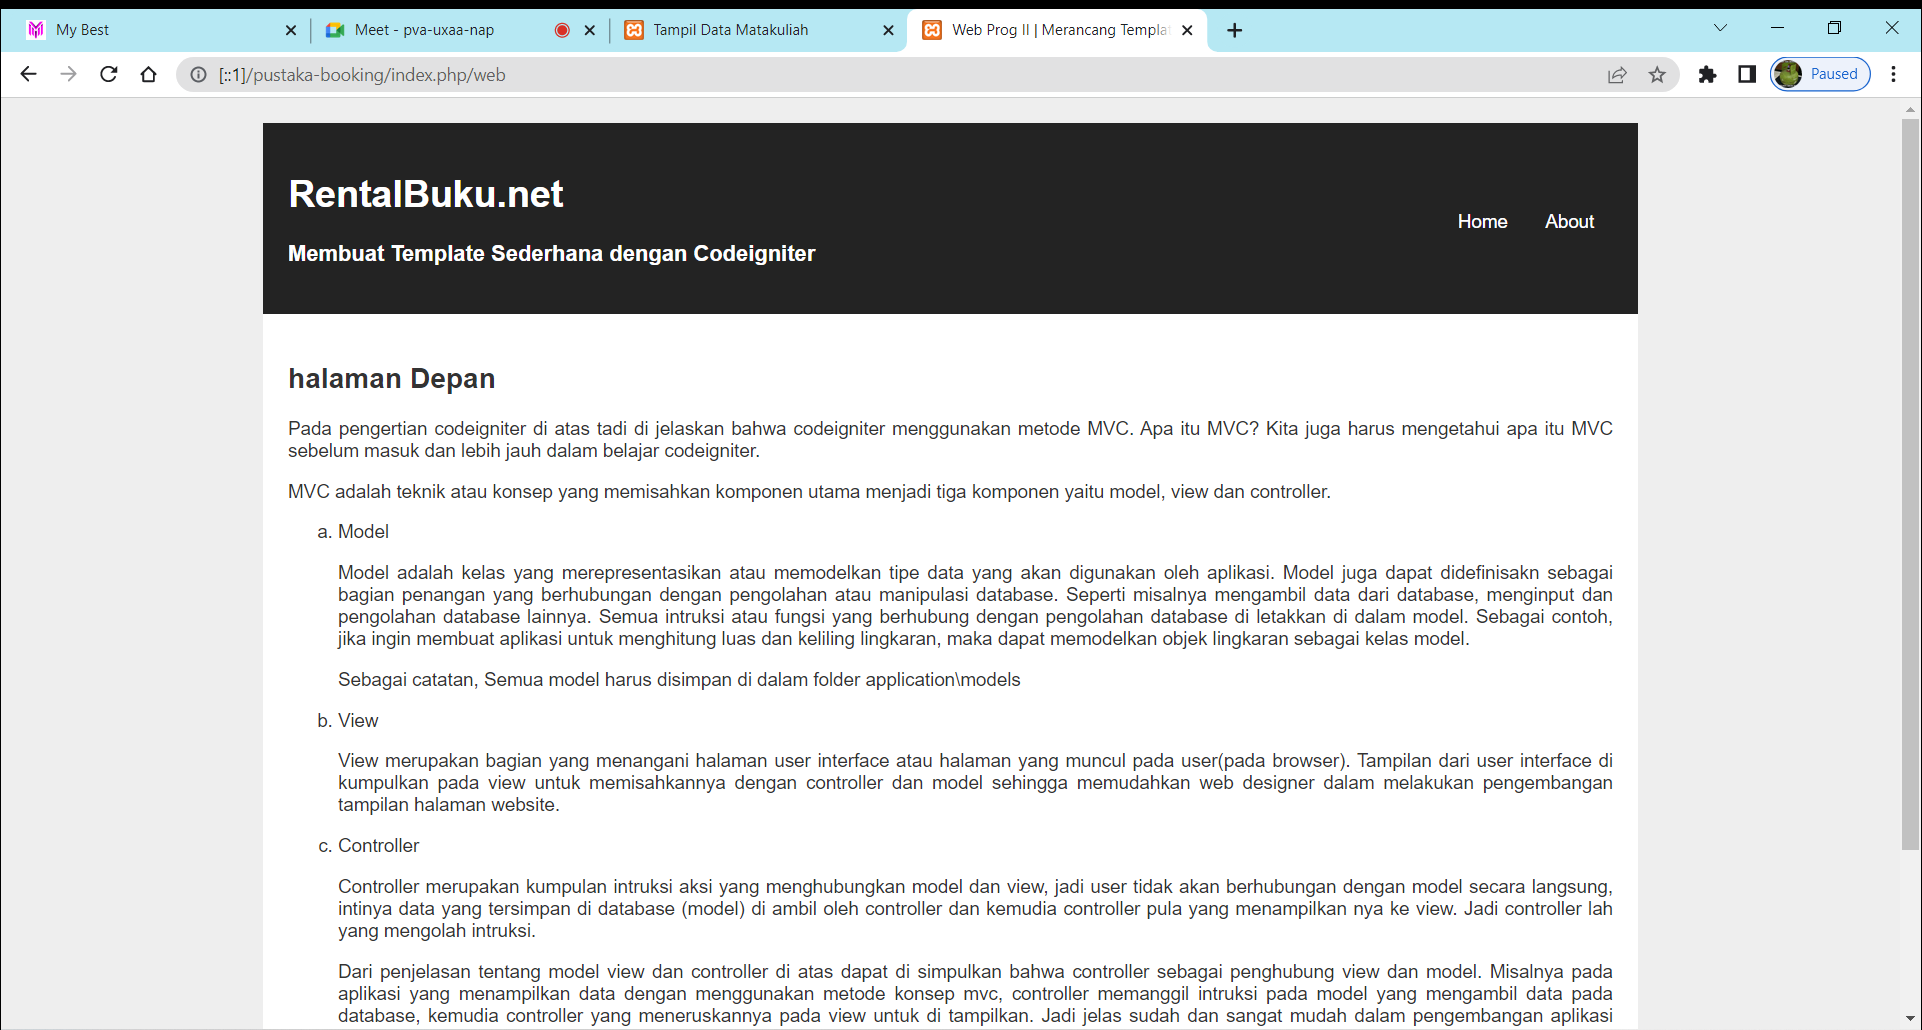 My Best
Meet - pva-uxaa-nap
Tampil Data Matakuliah
Web Prog II | Merancang Templa
[::1]/pustaka-booking/index.php/web
Paused
RentalBuku.net
Home About
Membuat Template Sederhana dengan Codeigniter
halaman Depan
Pada pengertian codeigniter di atas tadi di jelaskan bahwa codeigniter menggunakan metode MVC. Apa itu MVC? Kita juga harus mengetahui apa itu MVC
sebelum masuk dan lebih jauh dalam belajar codeigniter.
MVC adalah teknik atau konsep yang memisahkan komponen utama menjadi tiga komponen yaitu model, view dan controller.
a. Model
Model adalah kelas yang merepresentasikan atau memodelkan tipe data yang akan digunakan oleh aplikasi. Model juga dapat didefinisakn sebagai
bagian penangan yang berhubungan dengan pengolahan atau manipulasi database. Seperti misalnya mengambil data dari database, menginput dan
pengolahan database lainnya. Semua intruksi atau fungsi yang berhubung dengan pengolahan database di letakkan di dalam model. Sebagai contoh,
jika ingin membuat aplikasi untuk menghitung luas dan keliling lingkaran, maka dapat memodelkan objek lingkaran sebagai kelas model.
Sebagai catatan, Semua model harus disimpan di dalam folder application\models
b. View
View merupakan bagian yang menangani halaman user interface atau halaman yang muncul pada user(pada browser). Tampilan dari user interface di
kumpulkan pada view untuk memisahkannya dengan controller dan model sehingga memudahkan web designer dalam melakukan pengembangan
tampilan halaman website.
c. Controller
Controller merupakan kumpulan intruksi aksi yang menghubungkan model dan view, jadi user tidak akan berhubungan dengan model secara langsung,
intinya data yang tersimpan di database (model) di ambil oleh controller dan kemudia controller pula yang menampilkan nya ke view. Jadi controller lah
yang mengolah intruksi.
Dari penjelasan tentang model view dan controller di atas dapat di simpulkan bahwa controller sebagai penghubung view dan model. Misalnya pada
aplikasi yang menampilkan data dengan menggunakan metode konsep mvc, controller memanggil intruksi pada model yang mengambil data pada
database, kemudia controller yang meneruskannya pada view untuk di tampilkan. Jadi jelas sudah dan sangat mudah dalam pengembangan aplikasi